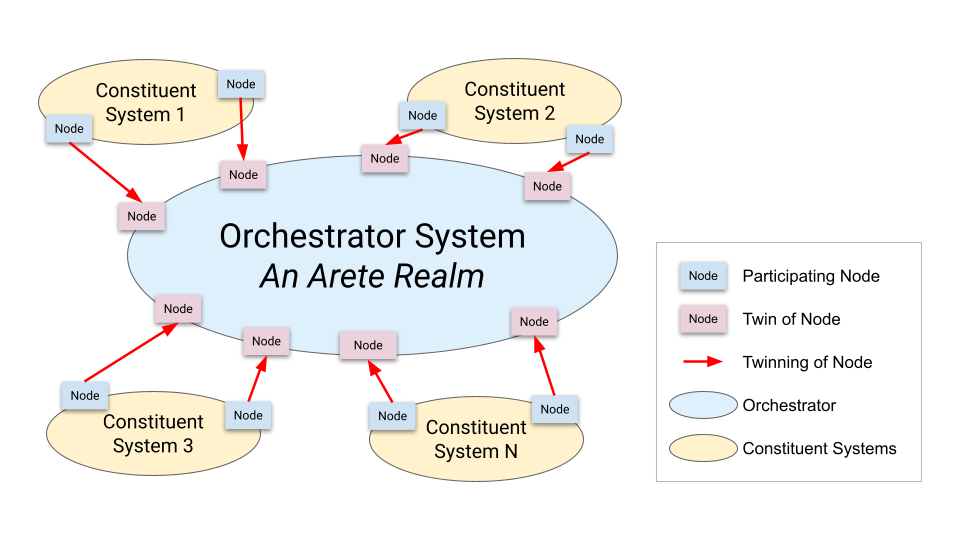 Constituent
System 1
Node
Node
Constituent
System 2
Node
Node
Node
Node
Node
Node
Orchestrator System
An Arete Realm
Node
Node
Node
Node
Node
Constituent
System 3
Node
Node
Constituent
System N
Node
Node
Participating Node
Node
Twin of Node
Twinning of Node
Orchestrator
Constituent Systems